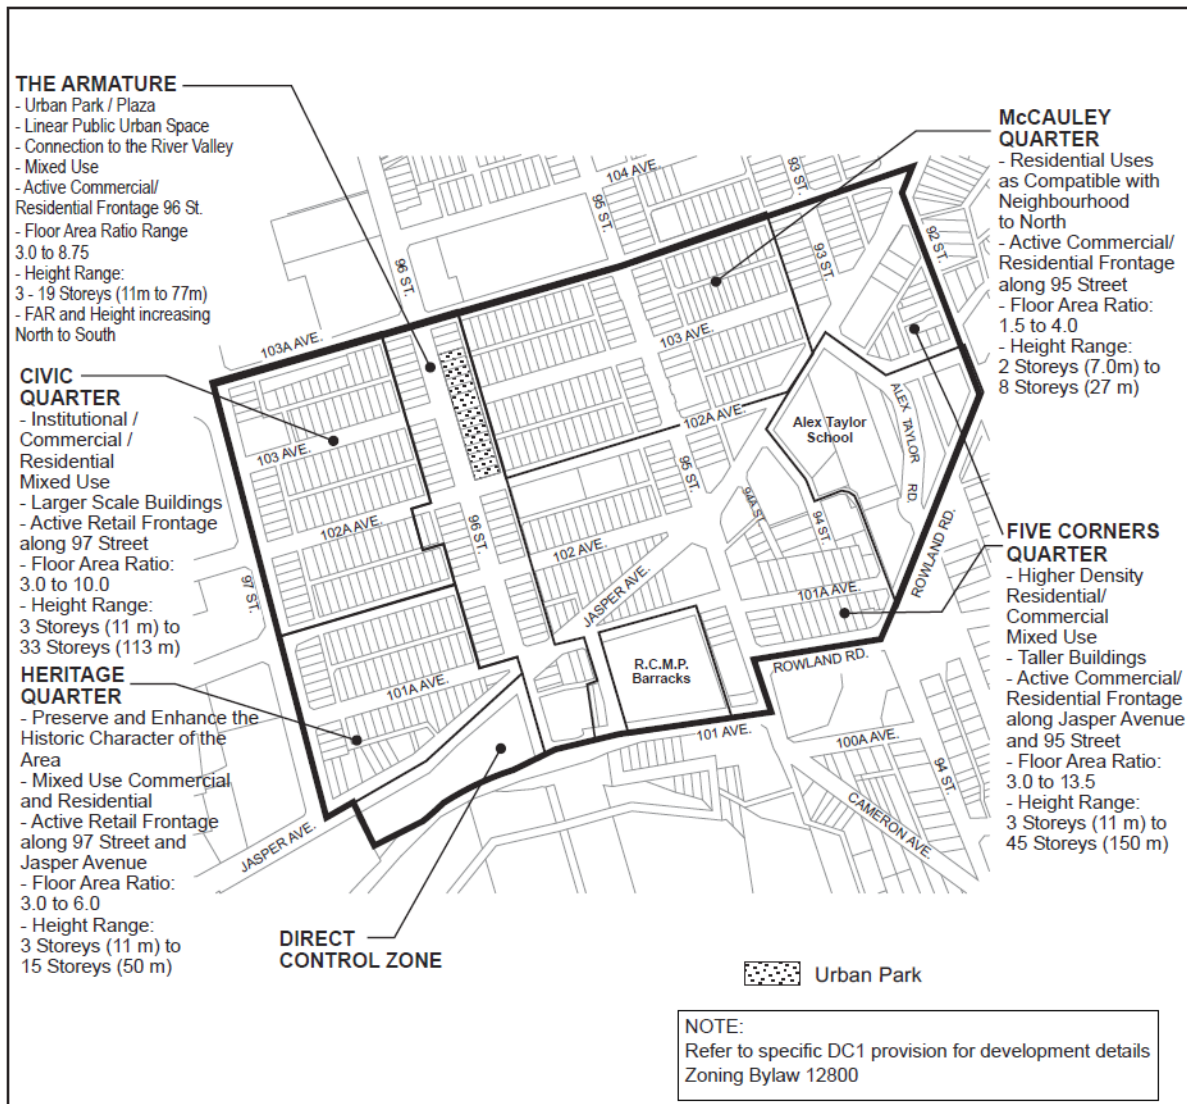 THE ARMATURE
- Urban Park / Plaza
- Linear Public Urban Space
- Connection to the River Valley
- Mixed Use
- Active Commercial/
Residential Frontage 96 St.
- Floor Area Ratio Range
3.0 to 8.75
- Height Range:
3 - 19 Storeys (11m to 77m)
- FAR and Height increasing
North to South
CIVIC
QUARTER
- Institutional /
Commercial /
Residential
Mixed Use
- Larger Scale Buildings
- Active Retail Frontage
along 97 Street
- Floor Area Ratio:
3.0 to 10.0
- Height Range:
3 Storeys (11 m) to
33 Storeys (113 m)
HERITAGE
QUARTER
- Preserve and Enhance the
Historic Character of the
Area
- Mixed Use Commercial
and Residential
- Active Retail Frontage
along 97 Street and
Jasper Avenue
- Floor Area Ratio:
3.0 to 6.0
- Height Range:
3 Storeys (11 m) to
15 Storeys (50 m)
McCAULEY
QUARTER
- Residential Uses
as Compatible with
Neighbourhood
to North
- Active Commercial/
Residential Frontage
along 95 Street
- Floor Area Ratio:
1.5 to 4.0
- Height Range:
2 Storeys (7.0m) to
8 Storeys (27 m)
FIVE CORNERS
QUARTER
- Higher Density
Residential/
Commercial
Mixed Use
- Taller Buildings
- Active Commercial/
Residential Frontage
along Jasper Avenue
and 95 Street
- Floor Area Ratio:
3.0 to 13.5
- Height Range:
3 Storeys (11 m) to
45 Storeys (150 m)
DIRECT
CONTROL ZONE
104 AVE.
93 ST.
95 ST.
92 ST.
96 ST.
93 ST.
103A AVE.
103 AVE.
102A AVE.
Alex Taylor
School
ALEX TAYLOR RD.
103 AVE.
95 ST.
94A ST.
94 ST.
102A AVE.
96 ST.
102 AVE.
ROWLAND RD.
97 ST.
JASPER AVE.
101A AVE.
R.C.M.P.
Barracks
ROWLAND RD.
101A AVE.
101 AVE.
100A AVE.
94 ST.
CAMERON AVE.
JASPER AVE.
Urban Park
NOTE:
Refer to specific DC1 provision for development details
Zoning Bylaw 12800